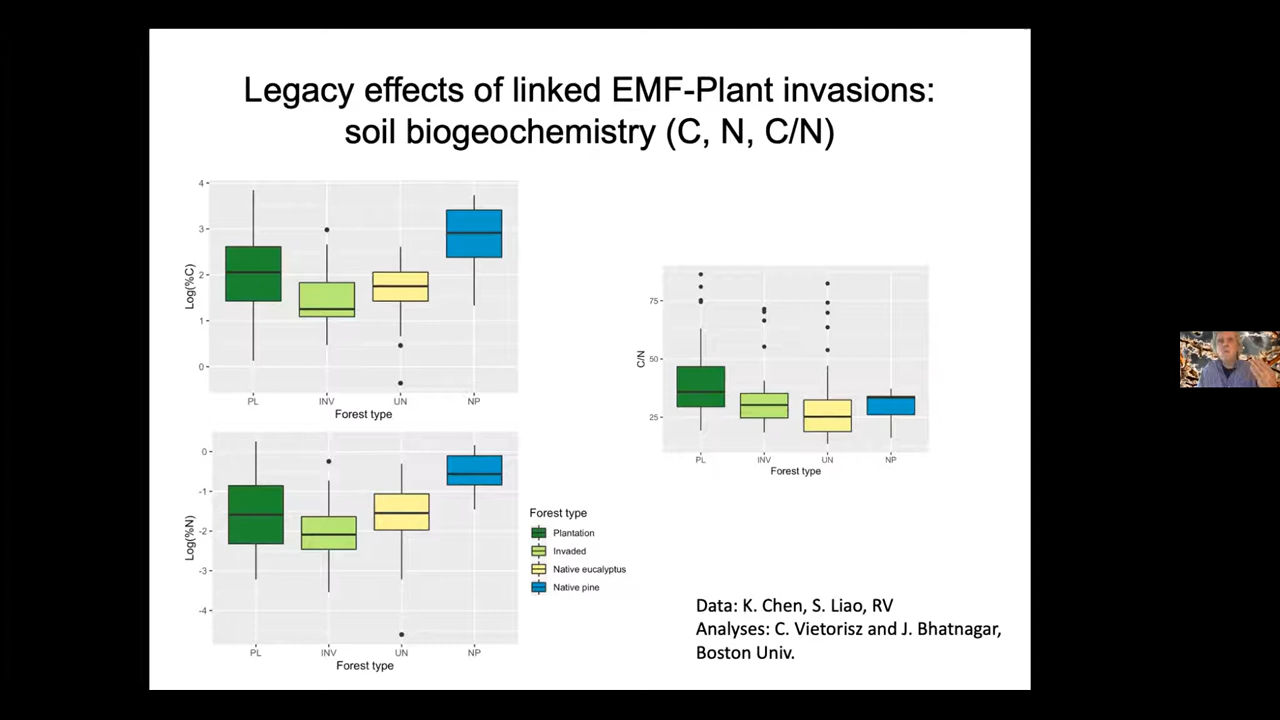 Legacy effects of linked EMF-Plant invasions:
soil biogeochemistry (C, N, C/N)
Log(%C)
4
3
2
1
0
PL INV UN NP
Forest type
Log(%N)
0
-1
-2
-3
-4
PL INV UN NP
Forest type
Forest type
Plantation
Invaded
Native eucalyptus
Native pine
C/N
75
50
25
PL INV UN NP
Forest type
Data: K. Chen, S. Liao, RV
Analyses: C. Vietorisz and J. Bhatnagar,
Boston Univ.